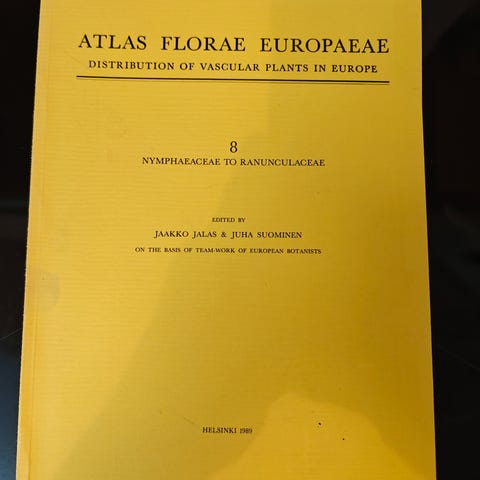 ATLAS FLORAE EUROPAEAE
DISTRIBUTION OF VASCULAR PLANTS IN EUROPE
8
NYMPHAEACEAE TO RANUNCULACEAE
EDITED BY
JAAKKO JALAS & JUHA SUOMINEN
ON THE BASIS OF TEAM-WORK OF EUROPEAN BOTANISTS
HELSINKI 1989